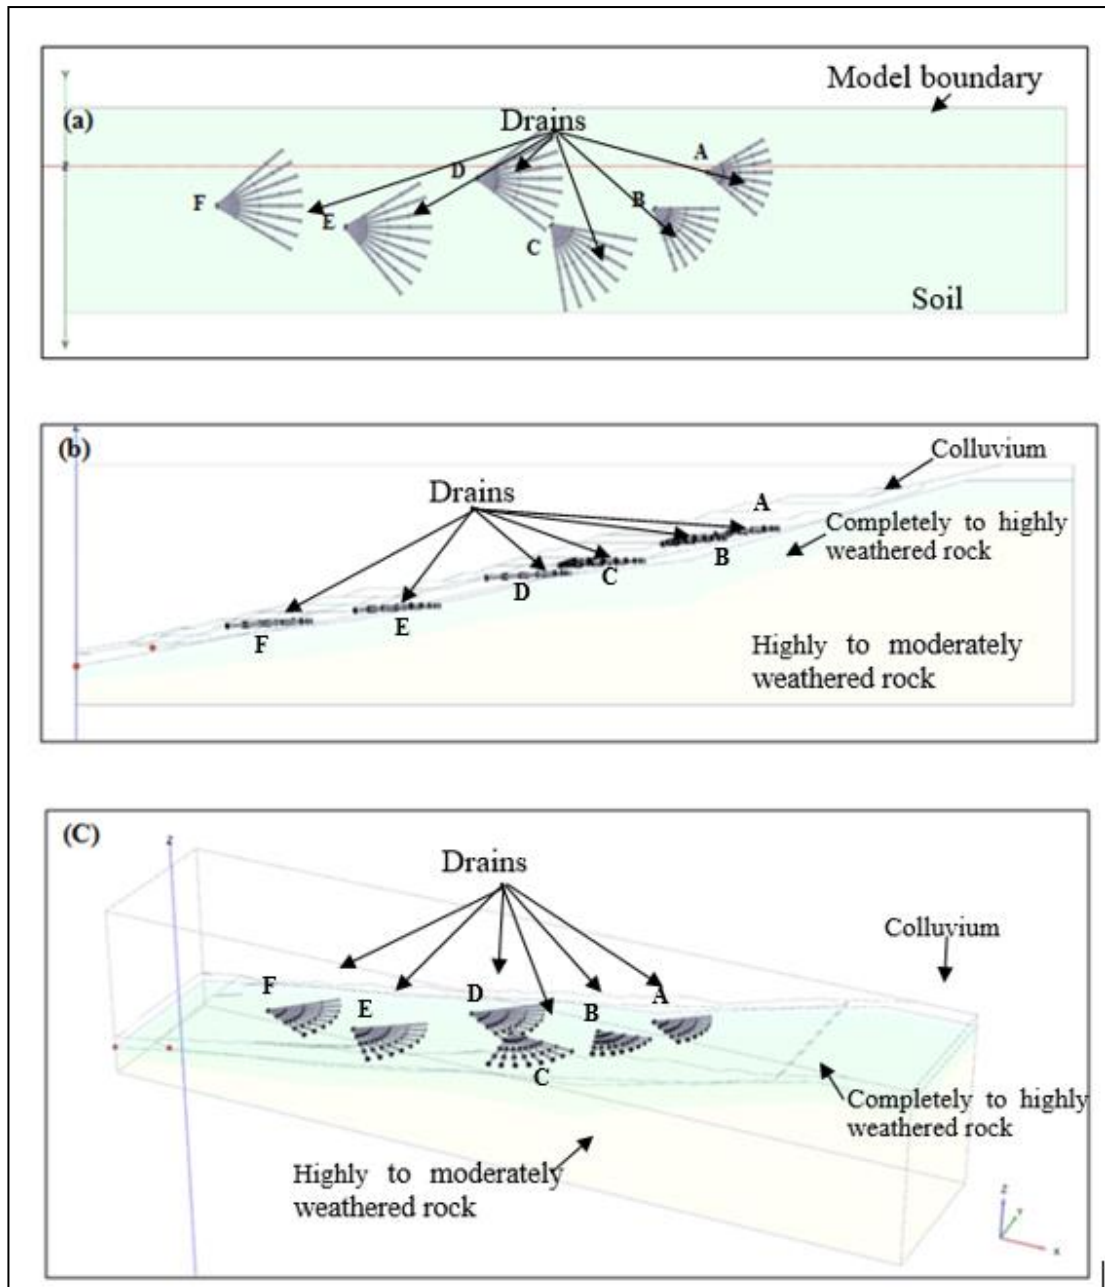 Model boundary
(a)
Drains
A
D
B
F
E
C
Soil
(b)
Colluvium
Drains
A
Completely to highly
weathered rock
B
C
D
E
F
Highly to moderately
weathered rock
(C)
Z
Drains
Colluvium
F
E
D
B
A
C
Completely to highly
weathered rock
Highly to moderately
weathered rock
Z
Y
X